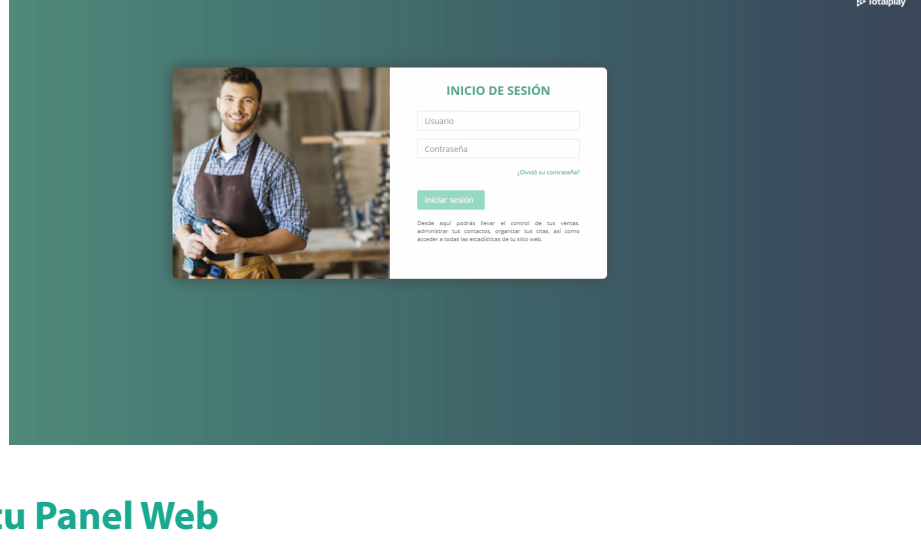 Totalplay
INICIO DE SESIÓN
Usuario
Contraseña
¿Olvidó su contraseña?
Iniciar sesión
Desde aquí podrás llevar el control de tus ventas,
administrar tus contactos, organizar tus citas, así como
acceder a todas las estadísticas de tu sitio web.
tu Panel Web